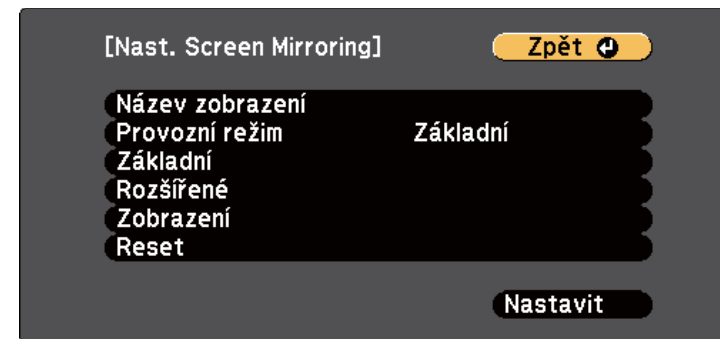 [Nast. Screen Mirroring] Zpět
Název zobrazení
Provozní režim Základní
Základní
Rozšířené
Zobrazení
Reset
Nastavit